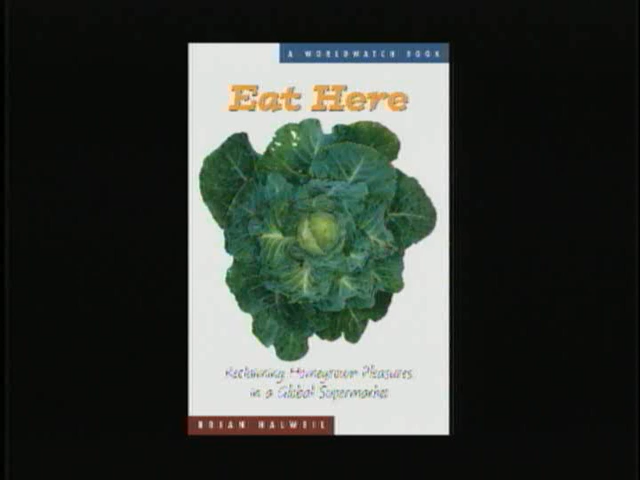 A WORLDWATCH BOOK
Eat Here
Reclaiming Homegrown Pleasures
in a Global Supermarket
BRIAN HALWEIL